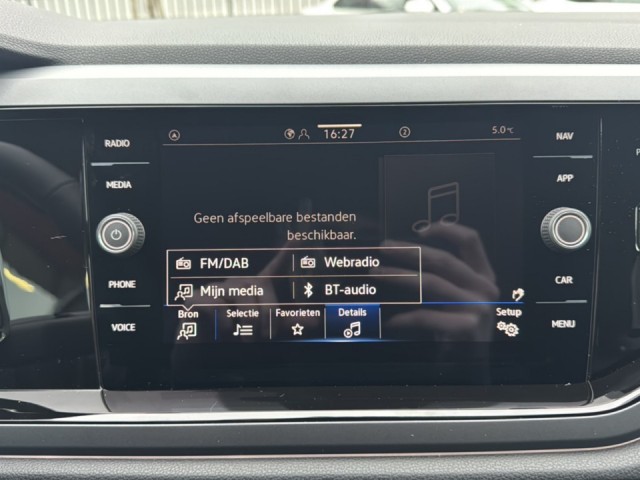 RADIO
MEDIA
PHONE
VOICE
16:27
2
5.0°C
NAV
APP
CAR
MENU
Geen afspeelbare bestanden
beschikbaar.
FM/DAB Webradio
Mijn media BT-audio
Bron Selectie Favorieten Details Setup